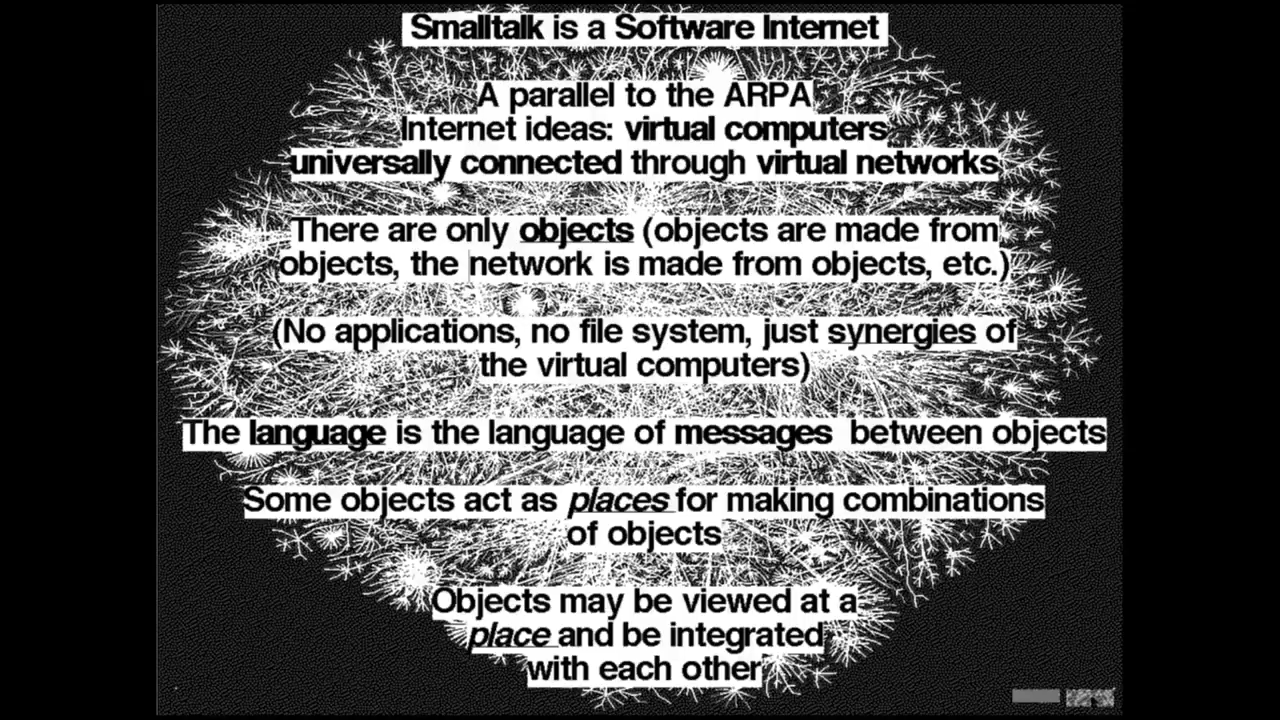 Smalltalk is a Software Internet
A parallel to the ARPA
Internet ideas: virtual computers
universally connected through virtual networks
There are only objects (objects are made from
objects, the network is made from objects, etc.)
(No applications, no file system, just synergies of
the virtual computers)
The language is the language of messages between objects
Some objects act as places for making combinations
of objects
Objects may be viewed at a
place and be integrated
with each other